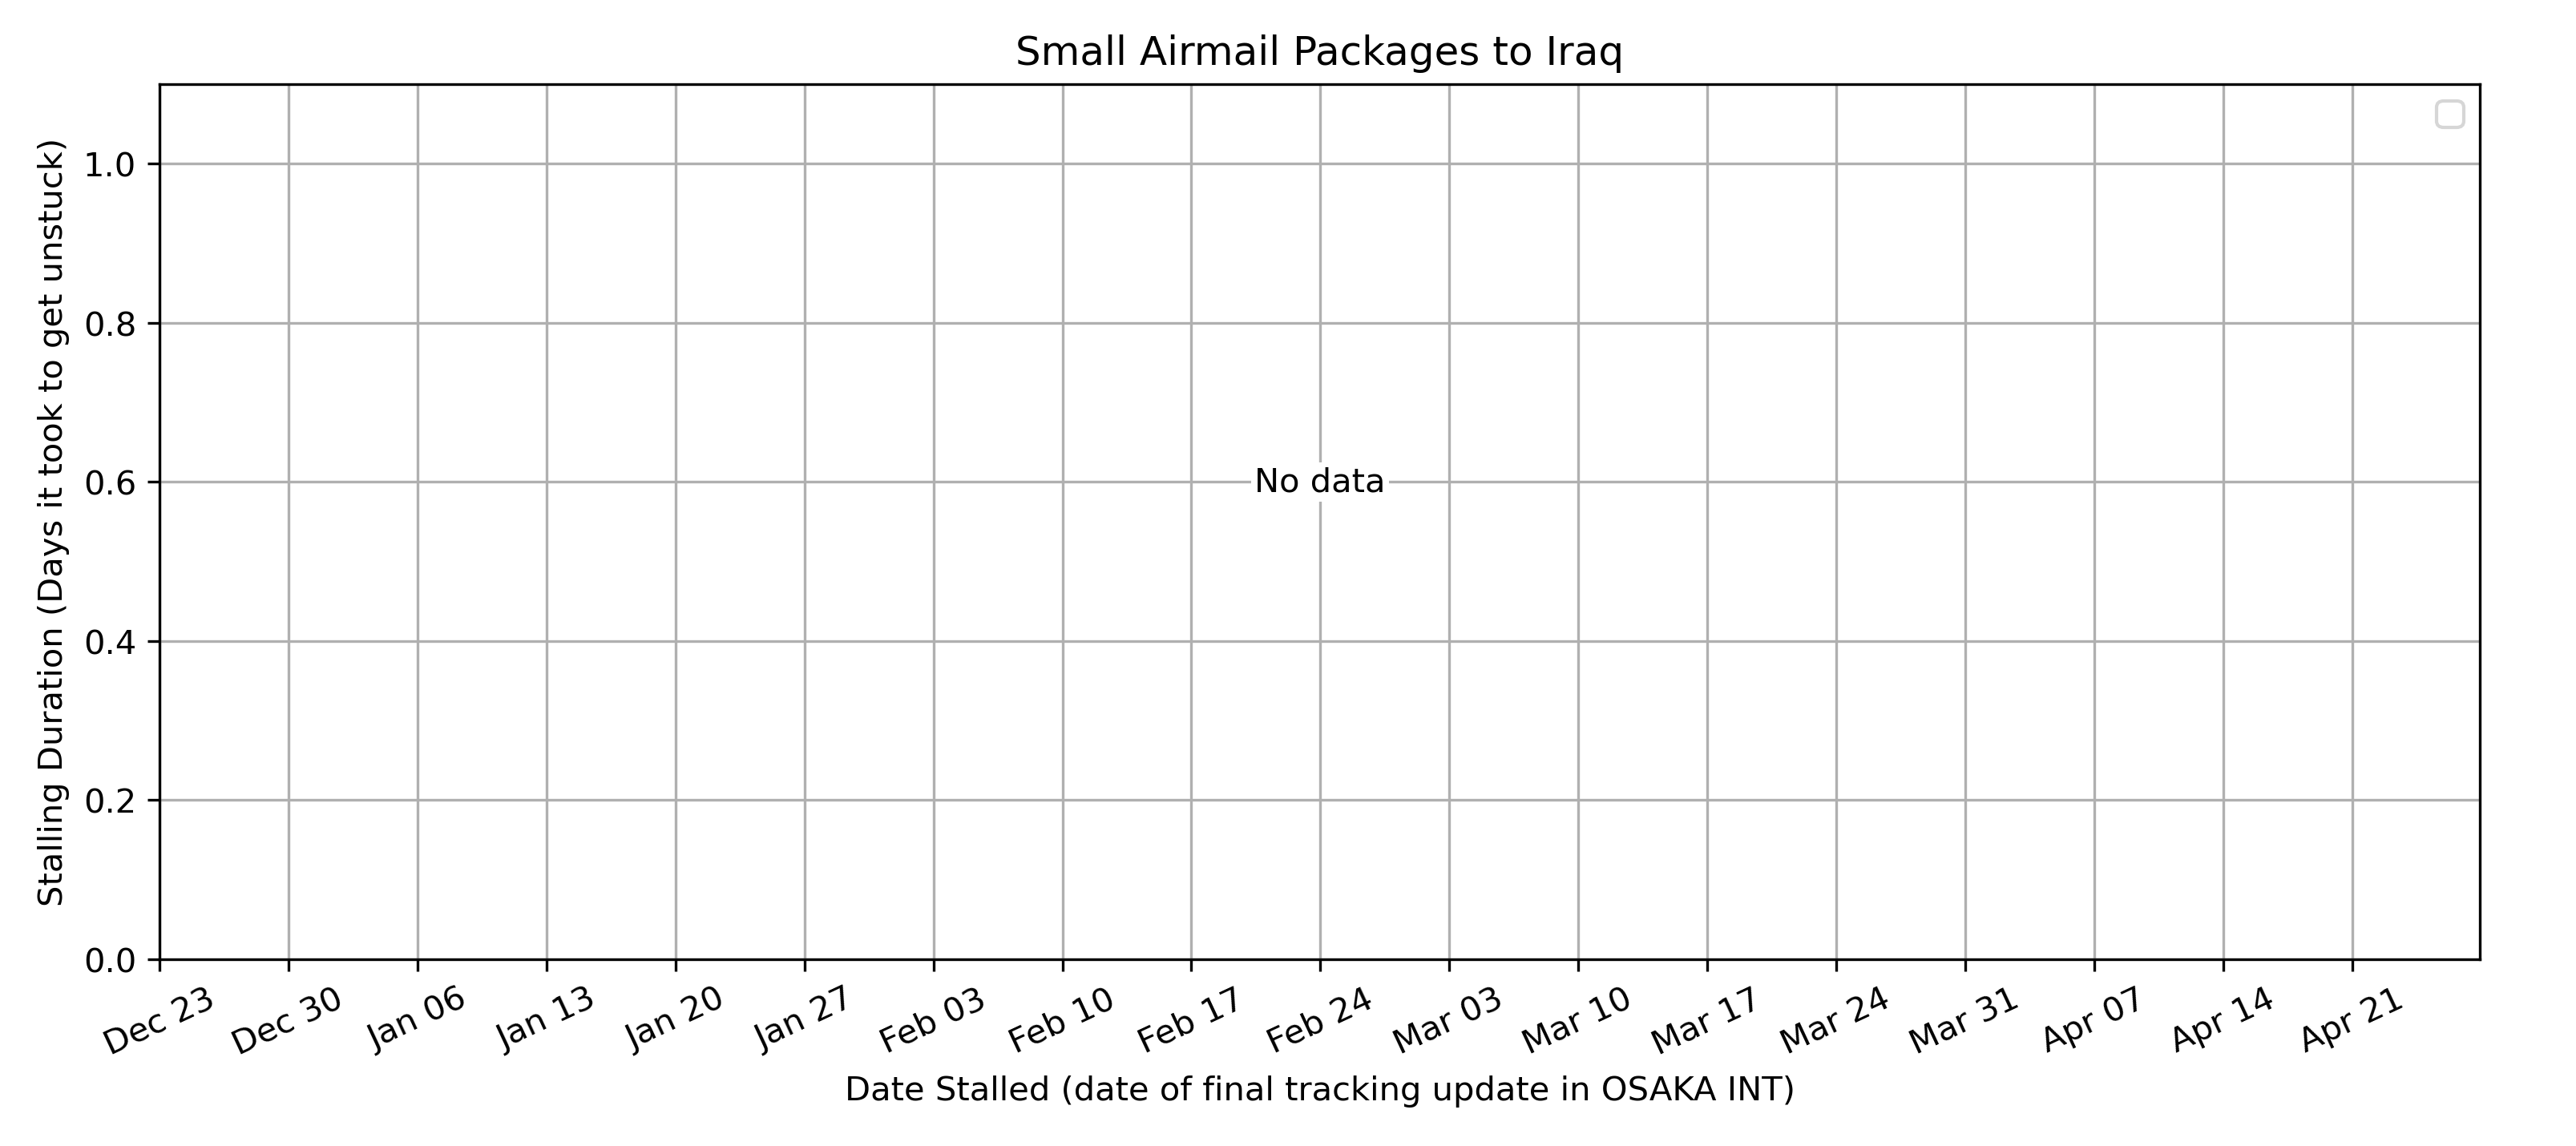 Small Airmail Packages to Iraq
Stalling Duration (Days it took to get unstuck)
1.0
0.8
0.6
0.4
0.2
0.0
No data
Dec 23
Dec 30
Jan 06
Jan 13
Jan 20
Jan 27
Feb 03
Feb 10
Feb 17
Feb 24
Mar 03
Mar 10
Mar 17
Mar 24
Mar 31
Apr 07
Apr 14
Apr 21
Date Stalled (date of final tracking update in OSAKA INT)